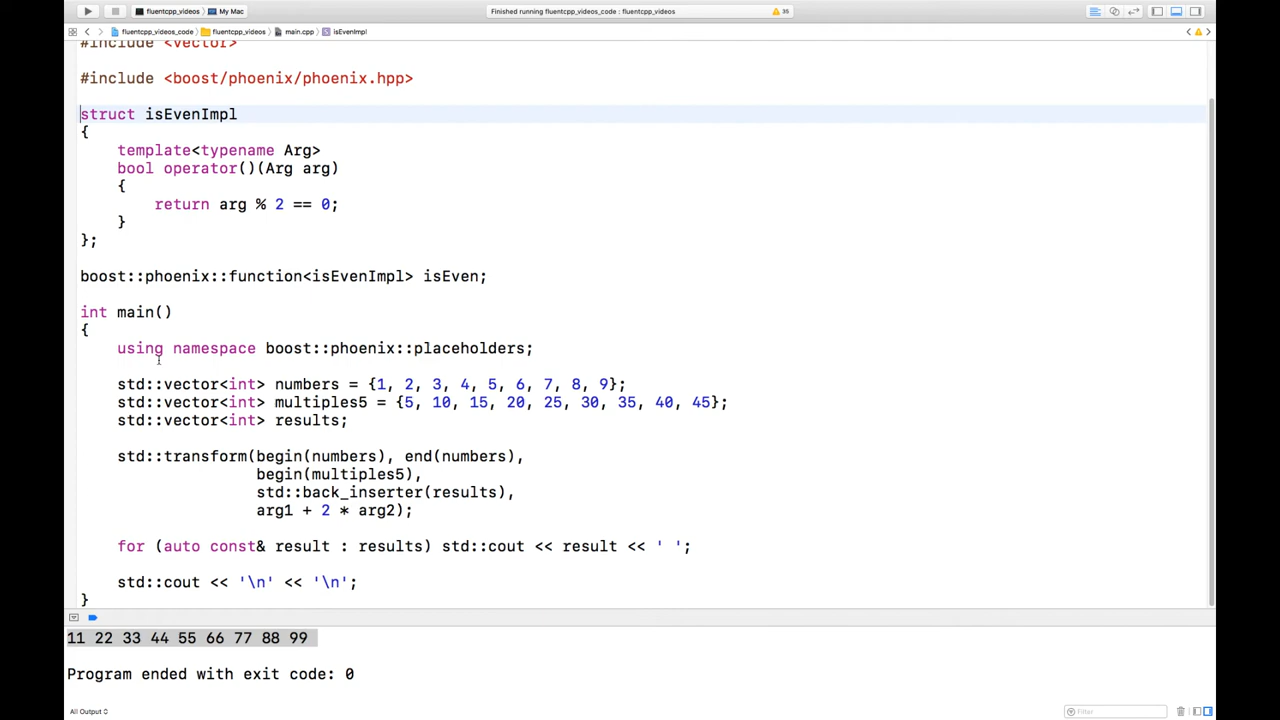 fluentcpp_videos_code
My Mac
Finished running fluentcpp_videos_code : fluentcpp_videos
35
fluentcpp_videos_code
fluentcpp_videos
main.cpp
isEvenImpl
#include <vector>
#include <boost/phoenix/phoenix.hpp>
struct isEvenImpl
{
template<typename Arg>
bool operator()(Arg arg)
{
return arg % 2 == 0;
}
};
boost::phoenix::function<isEvenImpl> isEven;
int main()
{
using namespace boost::phoenix::placeholders;
std::vector<int> numbers = {1, 2, 3, 4, 5, 6, 7, 8, 9};
std::vector<int> multiples5 = {5, 10, 15, 20, 25, 30, 35, 40, 45};
std::vector<int> results;
std::transform(begin(numbers), end(numbers),
begin(multiples5),
std::back_inserter(results),
arg1 + 2 * arg2);
for (auto const& result : results) std::cout << result << ' ';
std::cout << '\n' << '\n';
}
11 22 33 44 55 66 77 88 99
Program ended with exit code: 0
All Output
Filter